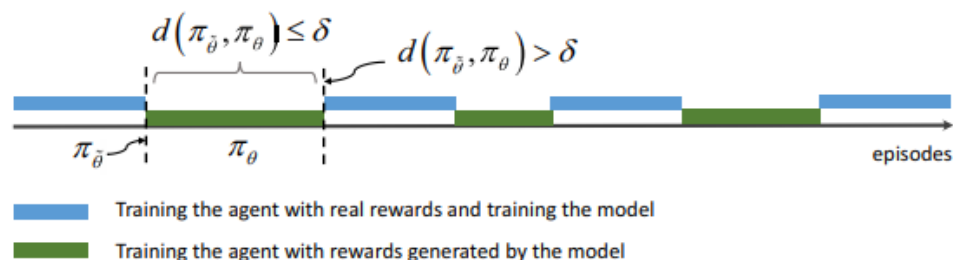 d(π_θ̃, π_θ) ≤ δ
d(π_θ̃, π_θ) > δ
π_θ̃
π_θ
episodes
Training the agent with real rewards and training the model
Training the agent with rewards generated by the model